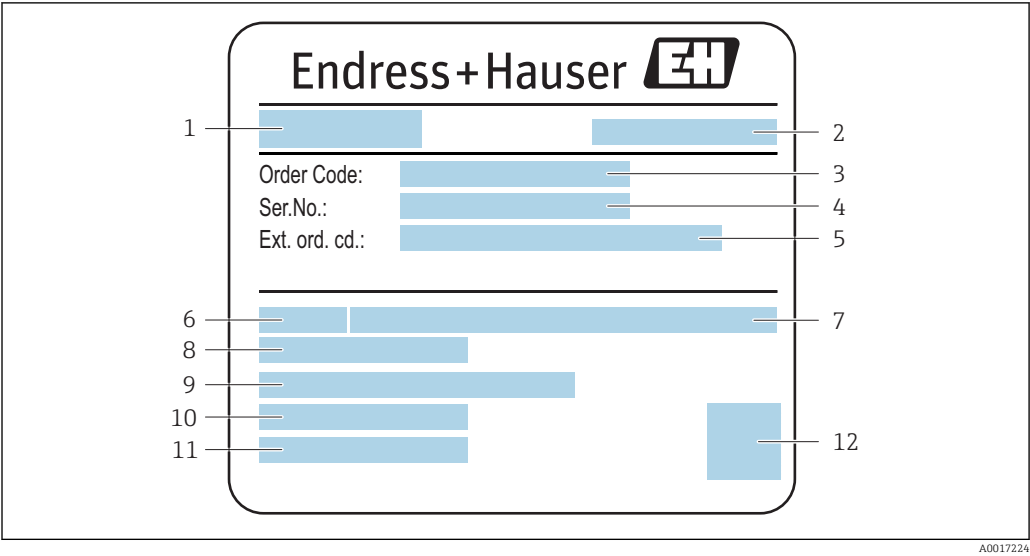 Endress+Hauser EH
1 2
Order Code: 3
Ser.No.: 4
Ext. ord. cd.: 5
6 7
8
9
10
11 12
A0017224